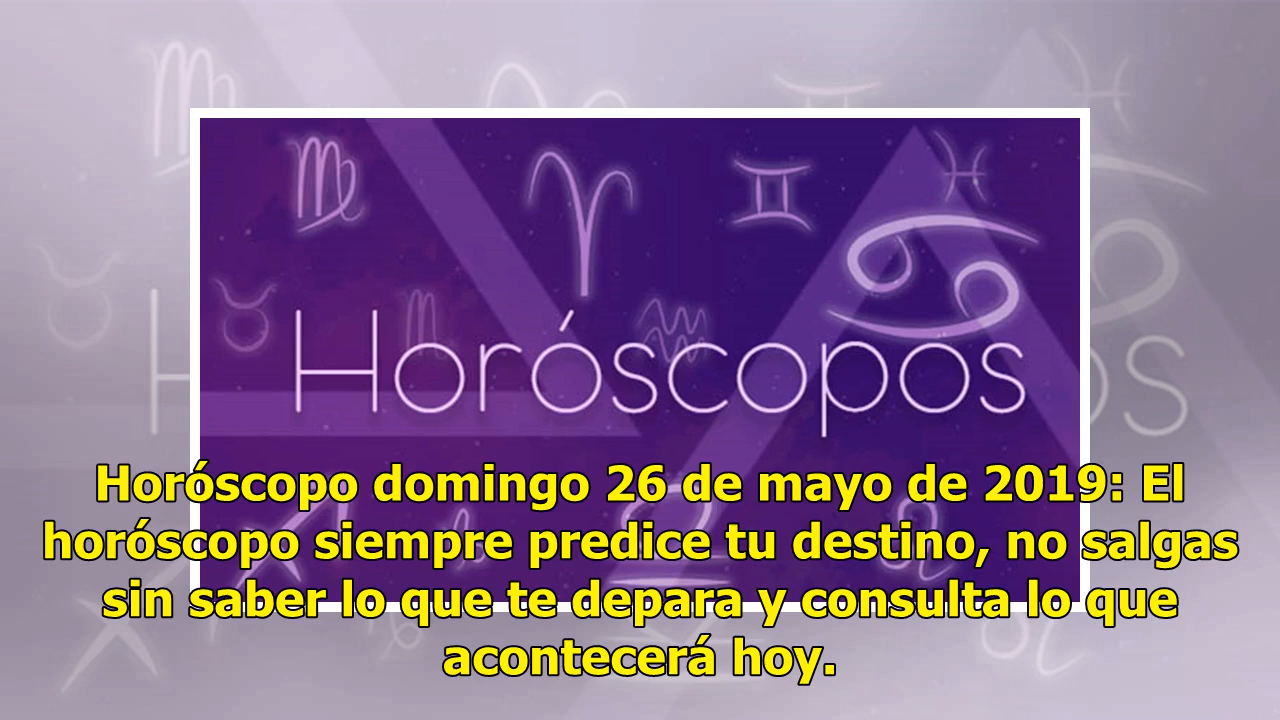 Horóscopos
Horóscopo domingo 26 de mayo de 2019: El
horóscopo siempre predice tu destino, no salgas
sin saber lo que te depara y consulta lo que
acontecerá hoy.